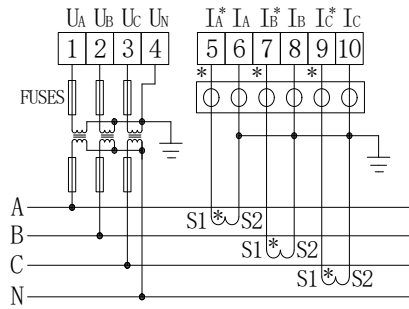 UA UB UC UN IA* IA IB* IB IC* IC
1 2 3 4 5 6 7 8 9 10
* * *
FUSES
A
S1 * S2
B
S1 * S2
C
S1 * S2
N